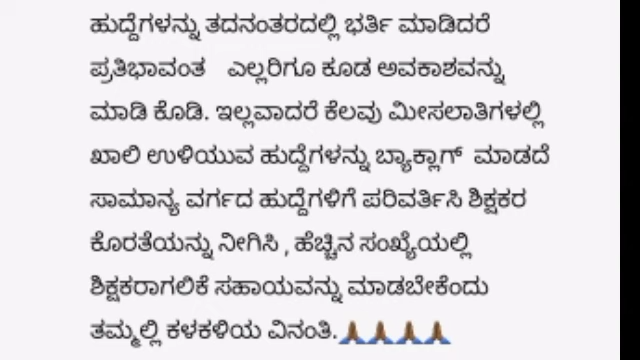 ಹುದ್ದೆಗಳನ್ನು ತದನಂತರದಲ್ಲಿ ಭರ್ತಿ ಮಾಡಿದರೆ
ಪ್ರತಿಭಾವಂತ ಎಲ್ಲರಿಗೂ ಕೂಡ ಅವಕಾಶವನ್ನು
ಮಾಡಿ ಕೊಡಿ. ಇಲ್ಲವಾದರೆ ಕೆಲವು ಮೀಸಲಾತಿಗಳಲ್ಲಿ
ಖಾಲಿ ಉಳಿಯುವ ಹುದ್ದೆಗಳನ್ನು ಬ್ಯಾಕ್ಲಾಗ್ ಮಾಡದೆ
ಸಾಮಾನ್ಯ ವರ್ಗದ ಹುದ್ದೆಗಳಿಗೆ ಪರಿವರ್ತಿಸಿ ಶಿಕ್ಷಕರ
ಕೊರತೆಯನ್ನು ನೀಗಿಸಿ , ಹೆಚ್ಚಿನ ಸಂಖ್ಯೆಯಲ್ಲಿ
ಶಿಕ್ಷಕರಾಗಲಿಕೆ ಸಹಾಯವನ್ನು ಮಾಡಬೇಕೆಂದು
ತಮ್ಮಲ್ಲಿ ಕಳಕಳಿಯ ವಿನಂತಿ.🙏🏾🙏🏾🙏🏾🙏🏾